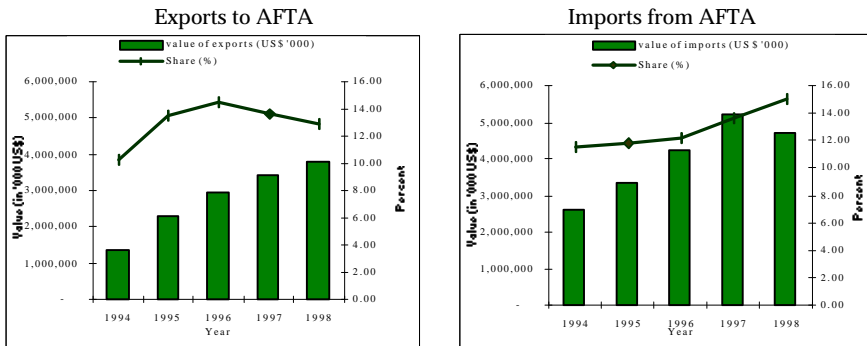 Exports to AFTA
value of exports (US$ '000)
Share (%)
6,000,000
5,000,000
4,000,000
3,000,000
2,000,000
1,000,000
-
Value (in '000 US$)
16.00
14.00
12.00
10.00
8.00
6.00
4.00
2.00
0.00
Percent
1994 1995 1996 1997 1998
Year
Imports from AFTA
value of imports (US$ '000)
Share (%)
6,000,000
5,000,000
4,000,000
3,000,000
2,000,000
1,000,000
-
Value (in '000 US$)
16.00
14.00
12.00
10.00
8.00
6.00
4.00
2.00
0.00
Percent
1994 1995 1996 1997 1998
Year